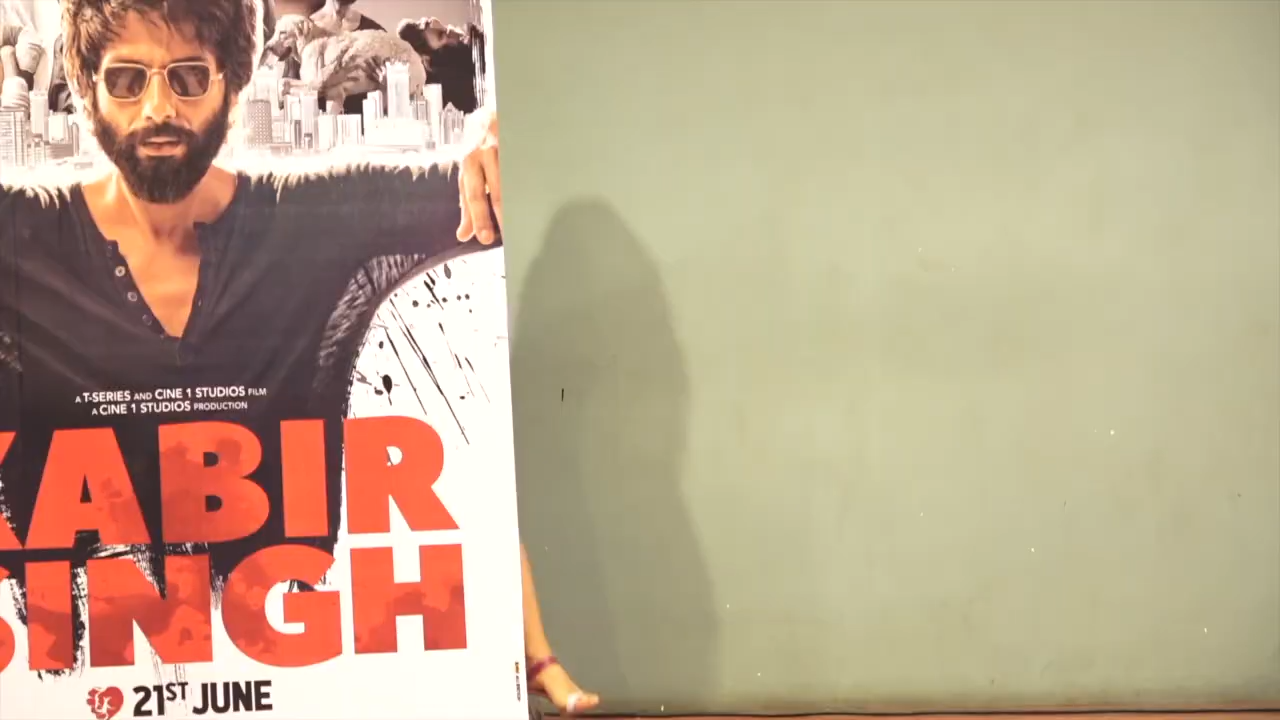 A T-SERIES AND CINE 1 STUDIOS FILM
A CINE 1 STUDIOS PRODUCTION
KABIR
SINGH
21ST JUNE